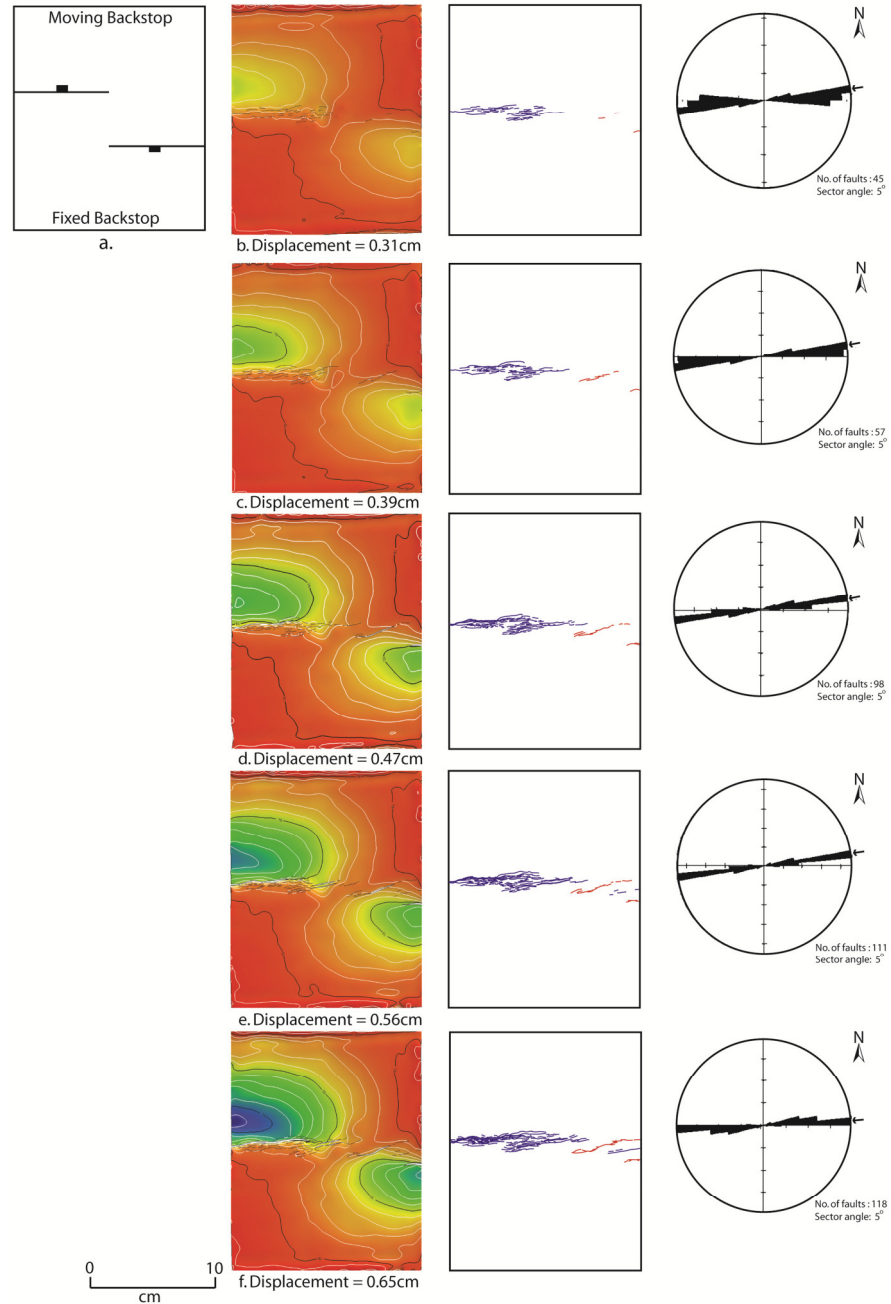 Moving Backstop
Fixed Backstop
a.
b. Displacement = 0.31cm
N
No. of faults : 45
Sector angle: 5°
c. Displacement = 0.39cm
N
No. of faults : 57
Sector angle: 5°
d. Displacement = 0.47cm
N
No. of faults : 98
Sector angle: 5°
e. Displacement = 0.56cm
N
No. of faults : 111
Sector angle: 5°
f. Displacement = 0.65cm
N
No. of faults : 118
Sector angle: 5°
0 10
cm